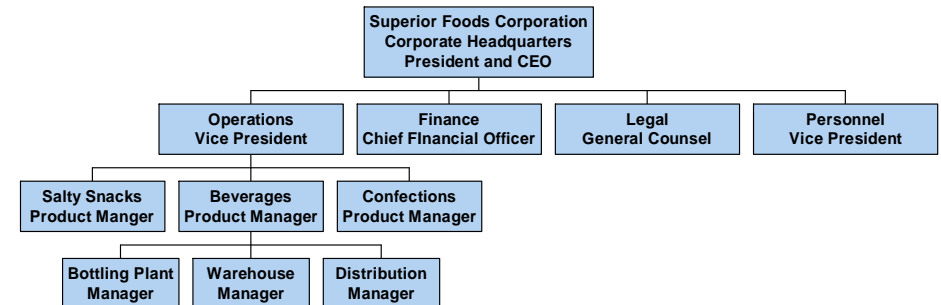 Superior Foods Corporation
Corporate Headquarters
President and CEO
Operations
Vice President
Finance
Chief FInancial Officer
Legal
General Counsel
Personnel
Vice President
Salty Snacks
Product Manger
Beverages
Product Manager
Confections
Product Manager
Bottling Plant
Manager
Warehouse
Manager
Distribution
Manager